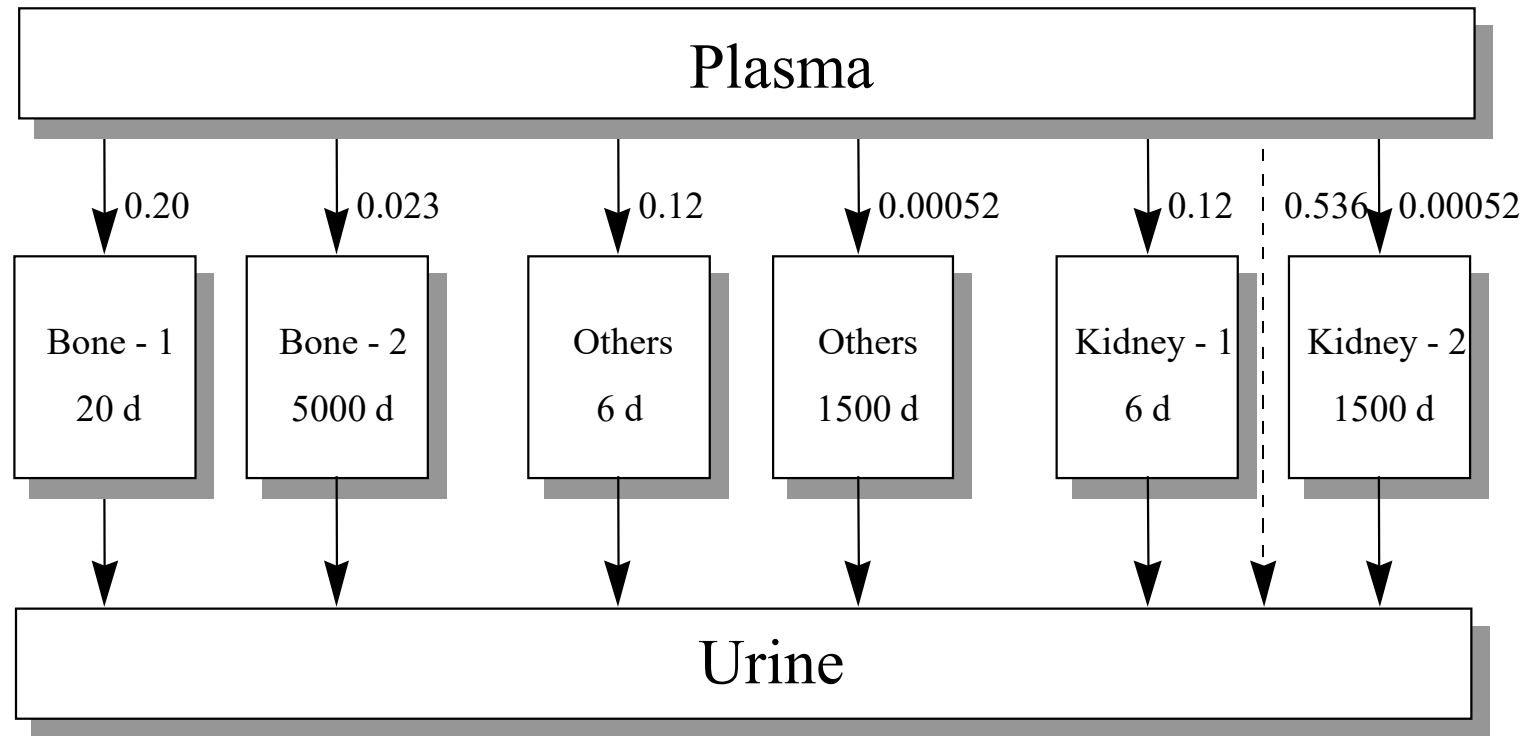 Plasma
0.20 0.023 0.12 0.00052 0.12 0.536 0.00052
Bone - 1 Bone - 2 Others Others Kidney - 1 Kidney - 2
20 d 5000 d 6 d 1500 d 6 d 1500 d
Urine